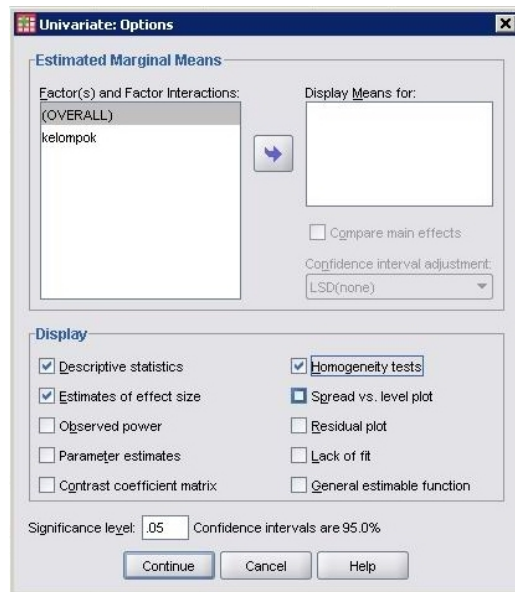 Univariate: Options
Estimated Marginal Means
Factor(s) and Factor Interactions:
(OVERALL)
kelompok
Display Means for:
Compare main effects
Confidence interval adjustment:
LSD(none)
Display
Descriptive statistics
Homogeneity tests
Estimates of effect size
Spread vs. level plot
Observed power
Residual plot
Parameter estimates
Lack of fit
Contrast coefficient matrix
General estimable function
Significance level: .05 Confidence intervals are 95.0%
Continue Cancel Help